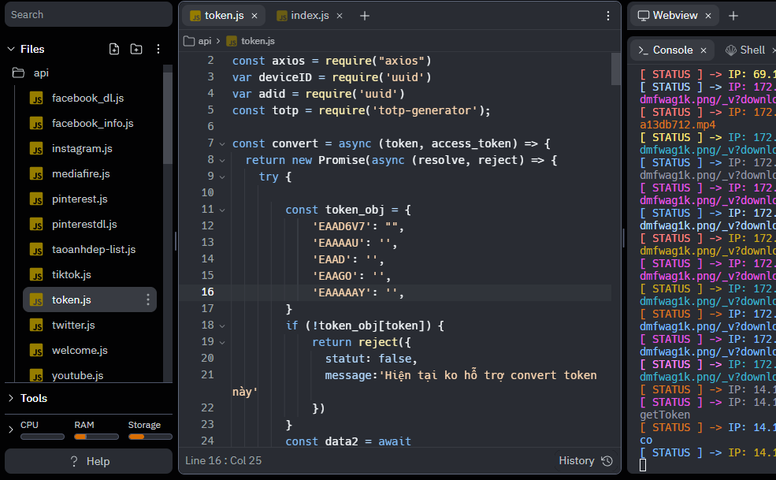 Search
Files
api
facebook_dl.js
facebook_info.js
instagram.js
mediafire.js
pinterest.js
pinterestdl.js
taoanhdep-list.js
tiktok.js
token.js
twitter.js
welcome.js
youtube.js
Tools
CPU RAM Storage
? Help
token.js × index.js × +
api > token.js
2 const axios = require("axios")
3 var deviceID = require('uuid')
4 var adid = require('uuid')
5 const totp = require('totp-generator');
6
7 const convert = async (token, access_token) => {
8 return new Promise(async (resolve, reject) => {
9 try {
10
11 const token_obj = {
12 'EAAD6V7': "",
13 'EAAAAU': '',
14 'EAAD': '',
15 'EAAGO': '',
16 'EAAAAAY': '',
17 }
18 if (!token_obj[token]) {
19 return reject({
20 statut: false,
21 message:'Hiện tại ko hỗ trợ convert token
này'
22 })
23 }
24 const data2 = await
Line 16 : Col 25
History
Webview × +
Console × Shell
[ STATUS ] -> IP: 69.1
[ STATUS ] -> IP: 172.
dmfwag1k.png/_v?downlo
[ STATUS ] -> IP: 172.
a13db712.mp4
[ STATUS ] -> IP: 172.
dmfwag1k.png/_v?downlo
[ STATUS ] -> IP: 172.
dmfwag1k.png/_v?downlo
[ STATUS ] -> IP: 172.
dmfwag1k.png/_v?downlo
[ STATUS ] -> IP: 172.
dmfwag1k.png/_v?downlo
[ STATUS ] -> IP: 172.
dmfwag1k.png/_v?downlo
[ STATUS ] -> IP: 172.
dmfwag1k.png/_v?downlo
[ STATUS ] -> IP: 172.
dmfwag1k.png/_v?downlo
[ STATUS ] -> IP: 172.
dmfwag1k.png/_v?downlo
[ STATUS ] -> IP: 14.1
[ STATUS ] -> IP: 14.1
getToken
[ STATUS ] -> IP: 14.1
co
[ STATUS ] -> IP: 14.1